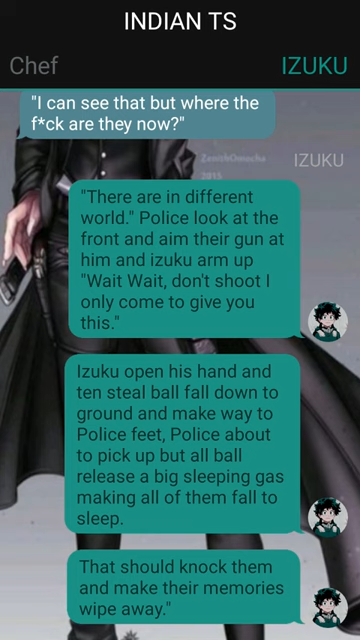 INDIAN TS
Chef
IZUKU
"I can see that but where the
f*ck are they now?"
ZenithOmocha
2015
IZUKU
"There are in different
world." Police look at the
front and aim their gun at
him and izuku arm up
"Wait Wait, don't shoot I
only come to give you
this."
Izuku open his hand and
ten steal ball fall down to
ground and make way to
Police feet, Police about
to pick up but all ball
release a big sleeping gas
making all of them fall to
sleep.
That should knock them
and make their memories
wipe away."